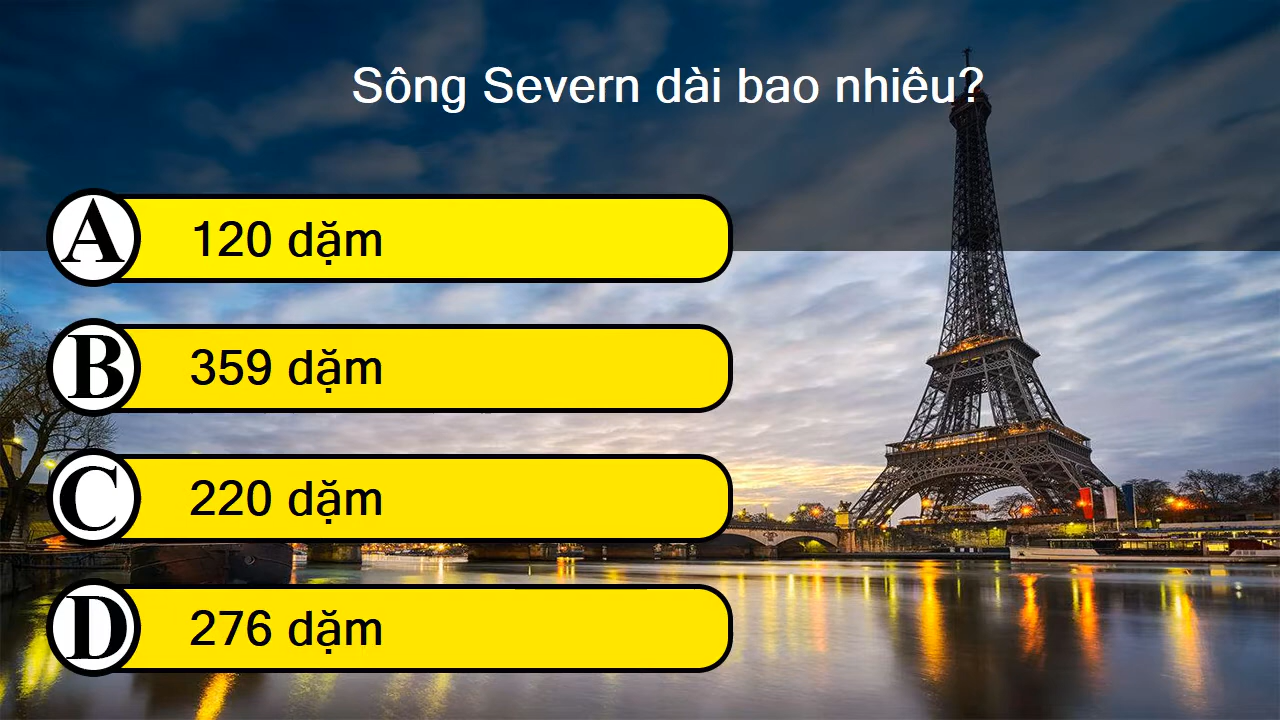 Sông Severn dài bao nhiêu?
A 120 dặm
B 359 dặm
C 220 dặm
D 276 dặm